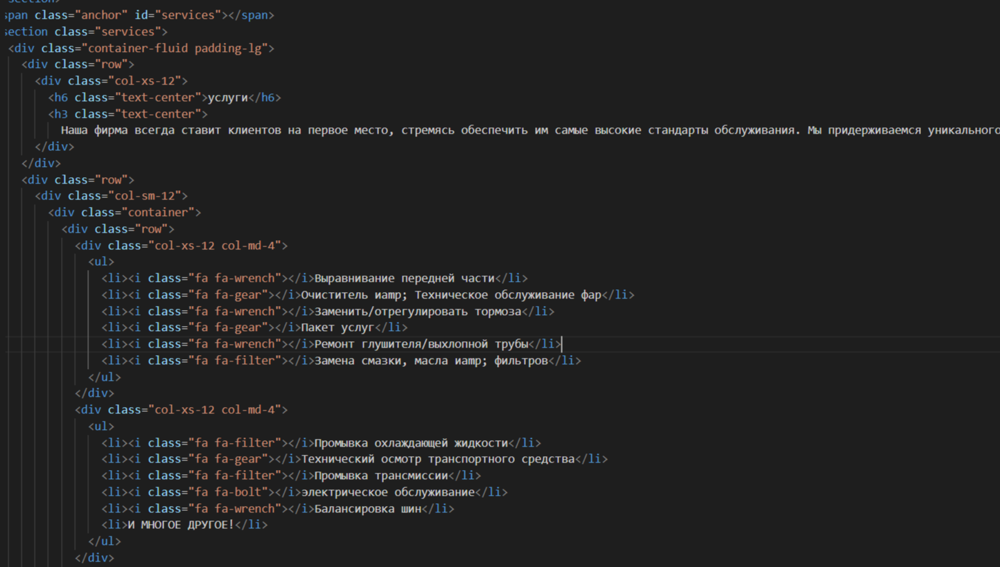 section>
span class="anchor" id="services"></span>
section class="services">
<div class="container-fluid padding-lg">
<div class="row">
<div class="col-xs-12">
<h6 class="text-center">услуги</h6>
<h3 class="text-center">
Наша фирма всегда ставит клиентов на первое место, стремясь обеспечить им самые высокие стандарты обслуживания. Мы придерживаемся уникального
</div>
</div>
<div class="row">
<div class="col-sm-12">
<div class="container">
<div class="row">
<div class="col-xs-12 col-md-4">
<ul>
<li><i class="fa fa-wrench"></i>Выравнивание передней части</li>
<li><i class="fa fa-gear"></i>Очиститель иamp; Техническое обслуживание фар</li>
<li><i class="fa fa-wrench"></i>Заменить/отрегулировать тормоза</li>
<li><i class="fa fa-gear"></i>Пакет услуг</li>
<li><i class="fa fa-wrench"></i>Ремонт глушителя/выхлопной трубы</li>
<li><i class="fa fa-filter"></i>Замена смазки, масла иamp; фильтров</li>
</ul>
</div>
<div class="col-xs-12 col-md-4">
<ul>
<li><i class="fa fa-filter"></i>Промывка охлаждающей жидкости</li>
<li><i class="fa fa-gear"></i>Технический осмотр транспортного средства</li>
<li><i class="fa fa-filter"></i>Промывка трансмиссии</li>
<li><i class="fa fa-bolt"></i>электрическое обслуживание</li>
<li><i class="fa fa-wrench"></i>Балансировка шин</li>
<li>И МНОГОЕ ДРУГОЕ!</li>
</ul>
</div>